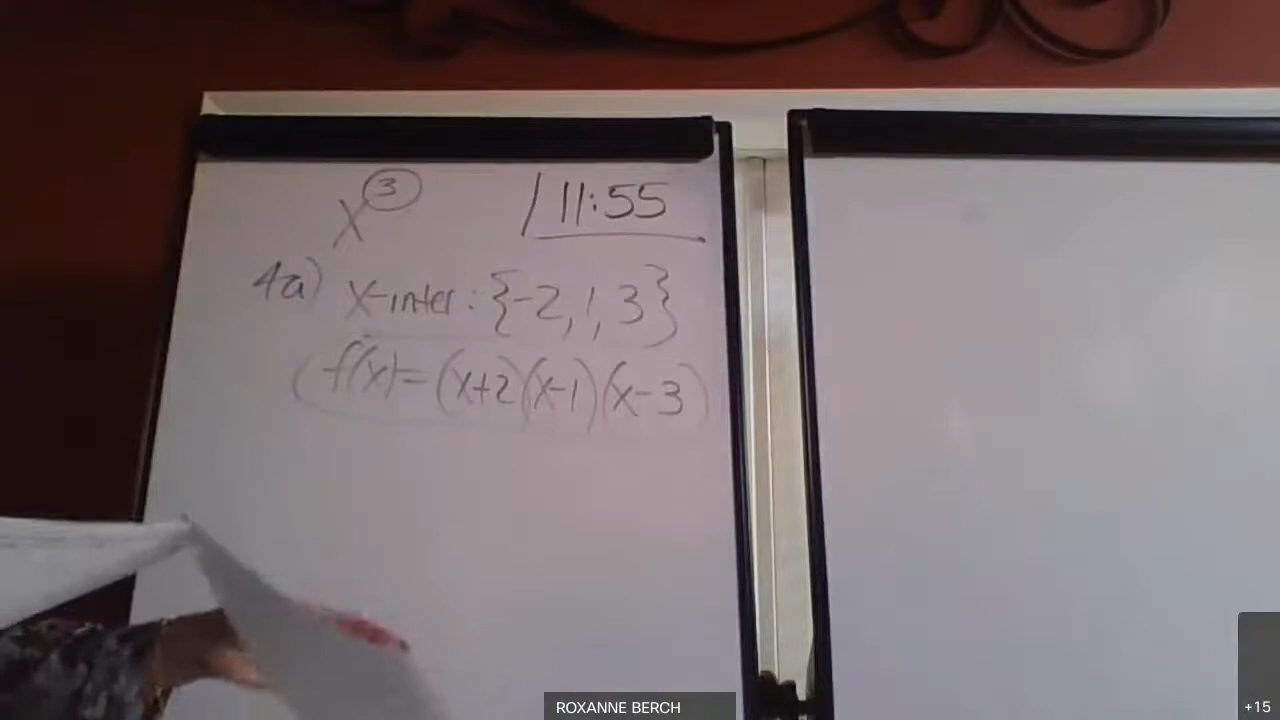 x³ 11:55
4a) x-inter: {-2, 1, 3}
f(x)=(x+2)(x-1)(x-3)
ROXANNE BERCH
+15